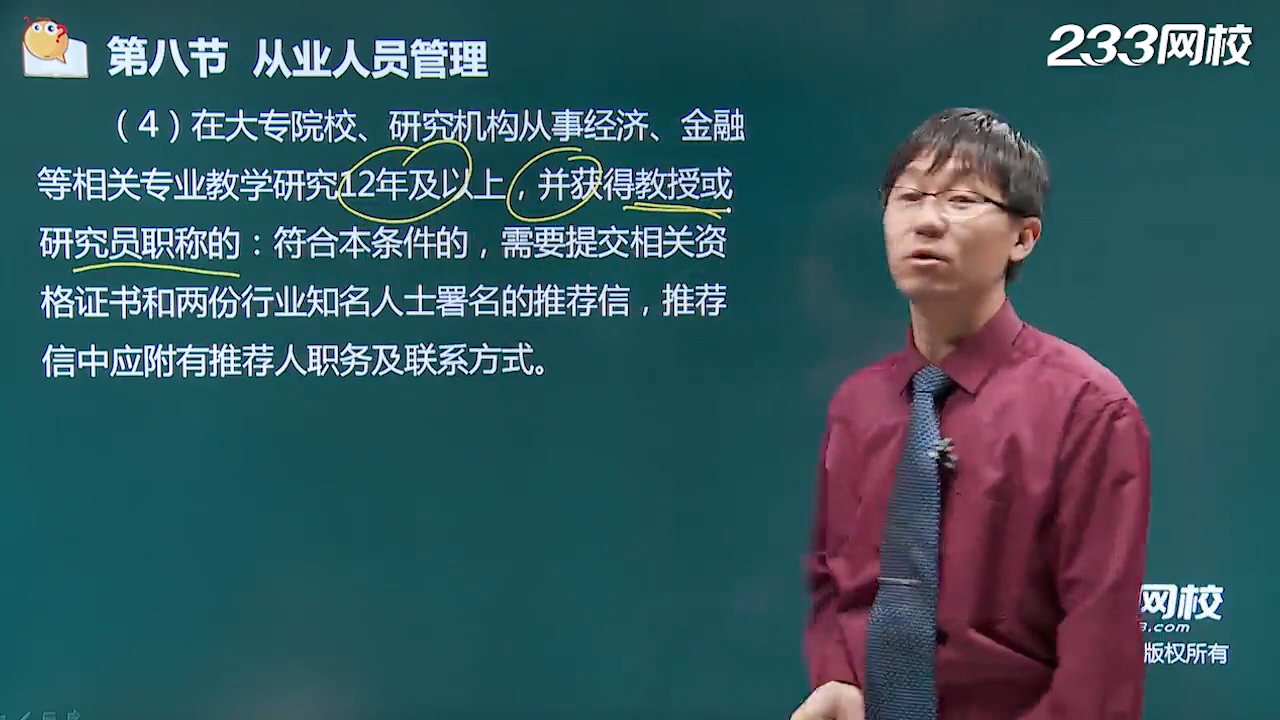 第八节 从业人员管理
233网校
（4）在大专院校、研究机构从事经济、金融
等相关专业教学研究12年及以上，并获得教授或
研究员职称的：符合本条件的，需要提交相关资
格证书和两份行业知名人士署名的推荐信，推荐
信中应附有推荐人职务及联系方式。
网校
3.com
版权所有